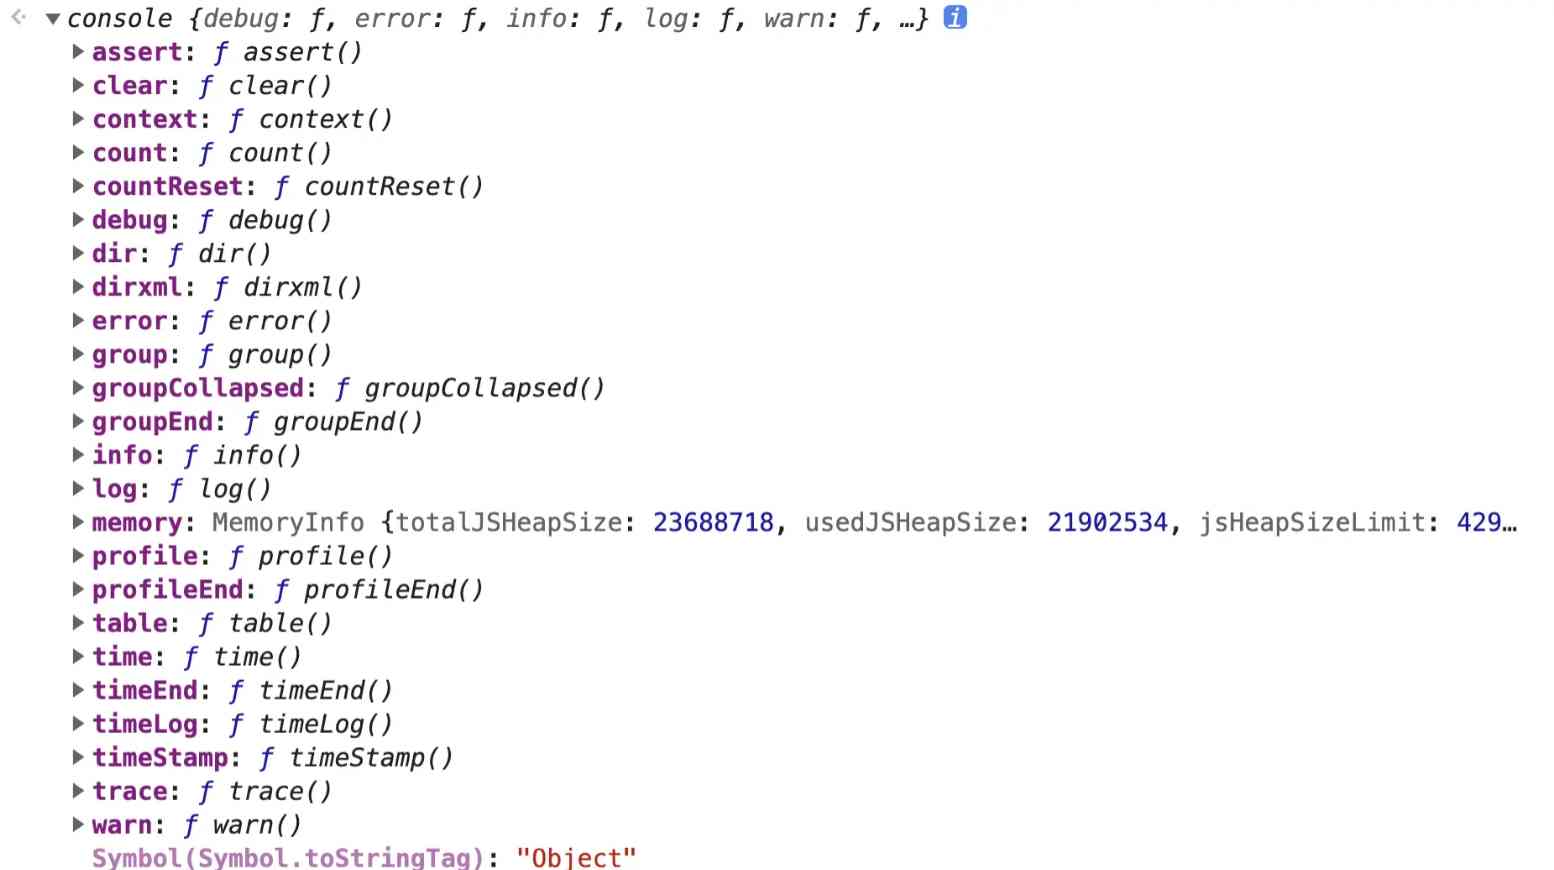 console {debug: ƒ, error: ƒ, info: ƒ, log: ƒ, warn: ƒ, …} i
assert: ƒ assert()
clear: ƒ clear()
context: ƒ context()
count: ƒ count()
countReset: ƒ countReset()
debug: ƒ debug()
dir: ƒ dir()
dirxml: ƒ dirxml()
error: ƒ error()
group: ƒ group()
groupCollapsed: ƒ groupCollapsed()
groupEnd: ƒ groupEnd()
info: ƒ info()
log: ƒ log()
memory: MemoryInfo {totalJSHeapSize: 23688718, usedJSHeapSize: 21902534, jsHeapSizeLimit: 429…
profile: ƒ profile()
profileEnd: ƒ profileEnd()
table: ƒ table()
time: ƒ time()
timeEnd: ƒ timeEnd()
timeLog: ƒ timeLog()
timeStamp: ƒ timeStamp()
trace: ƒ trace()
warn: ƒ warn()
Symbol(Symbol.toStringTag): "Object"